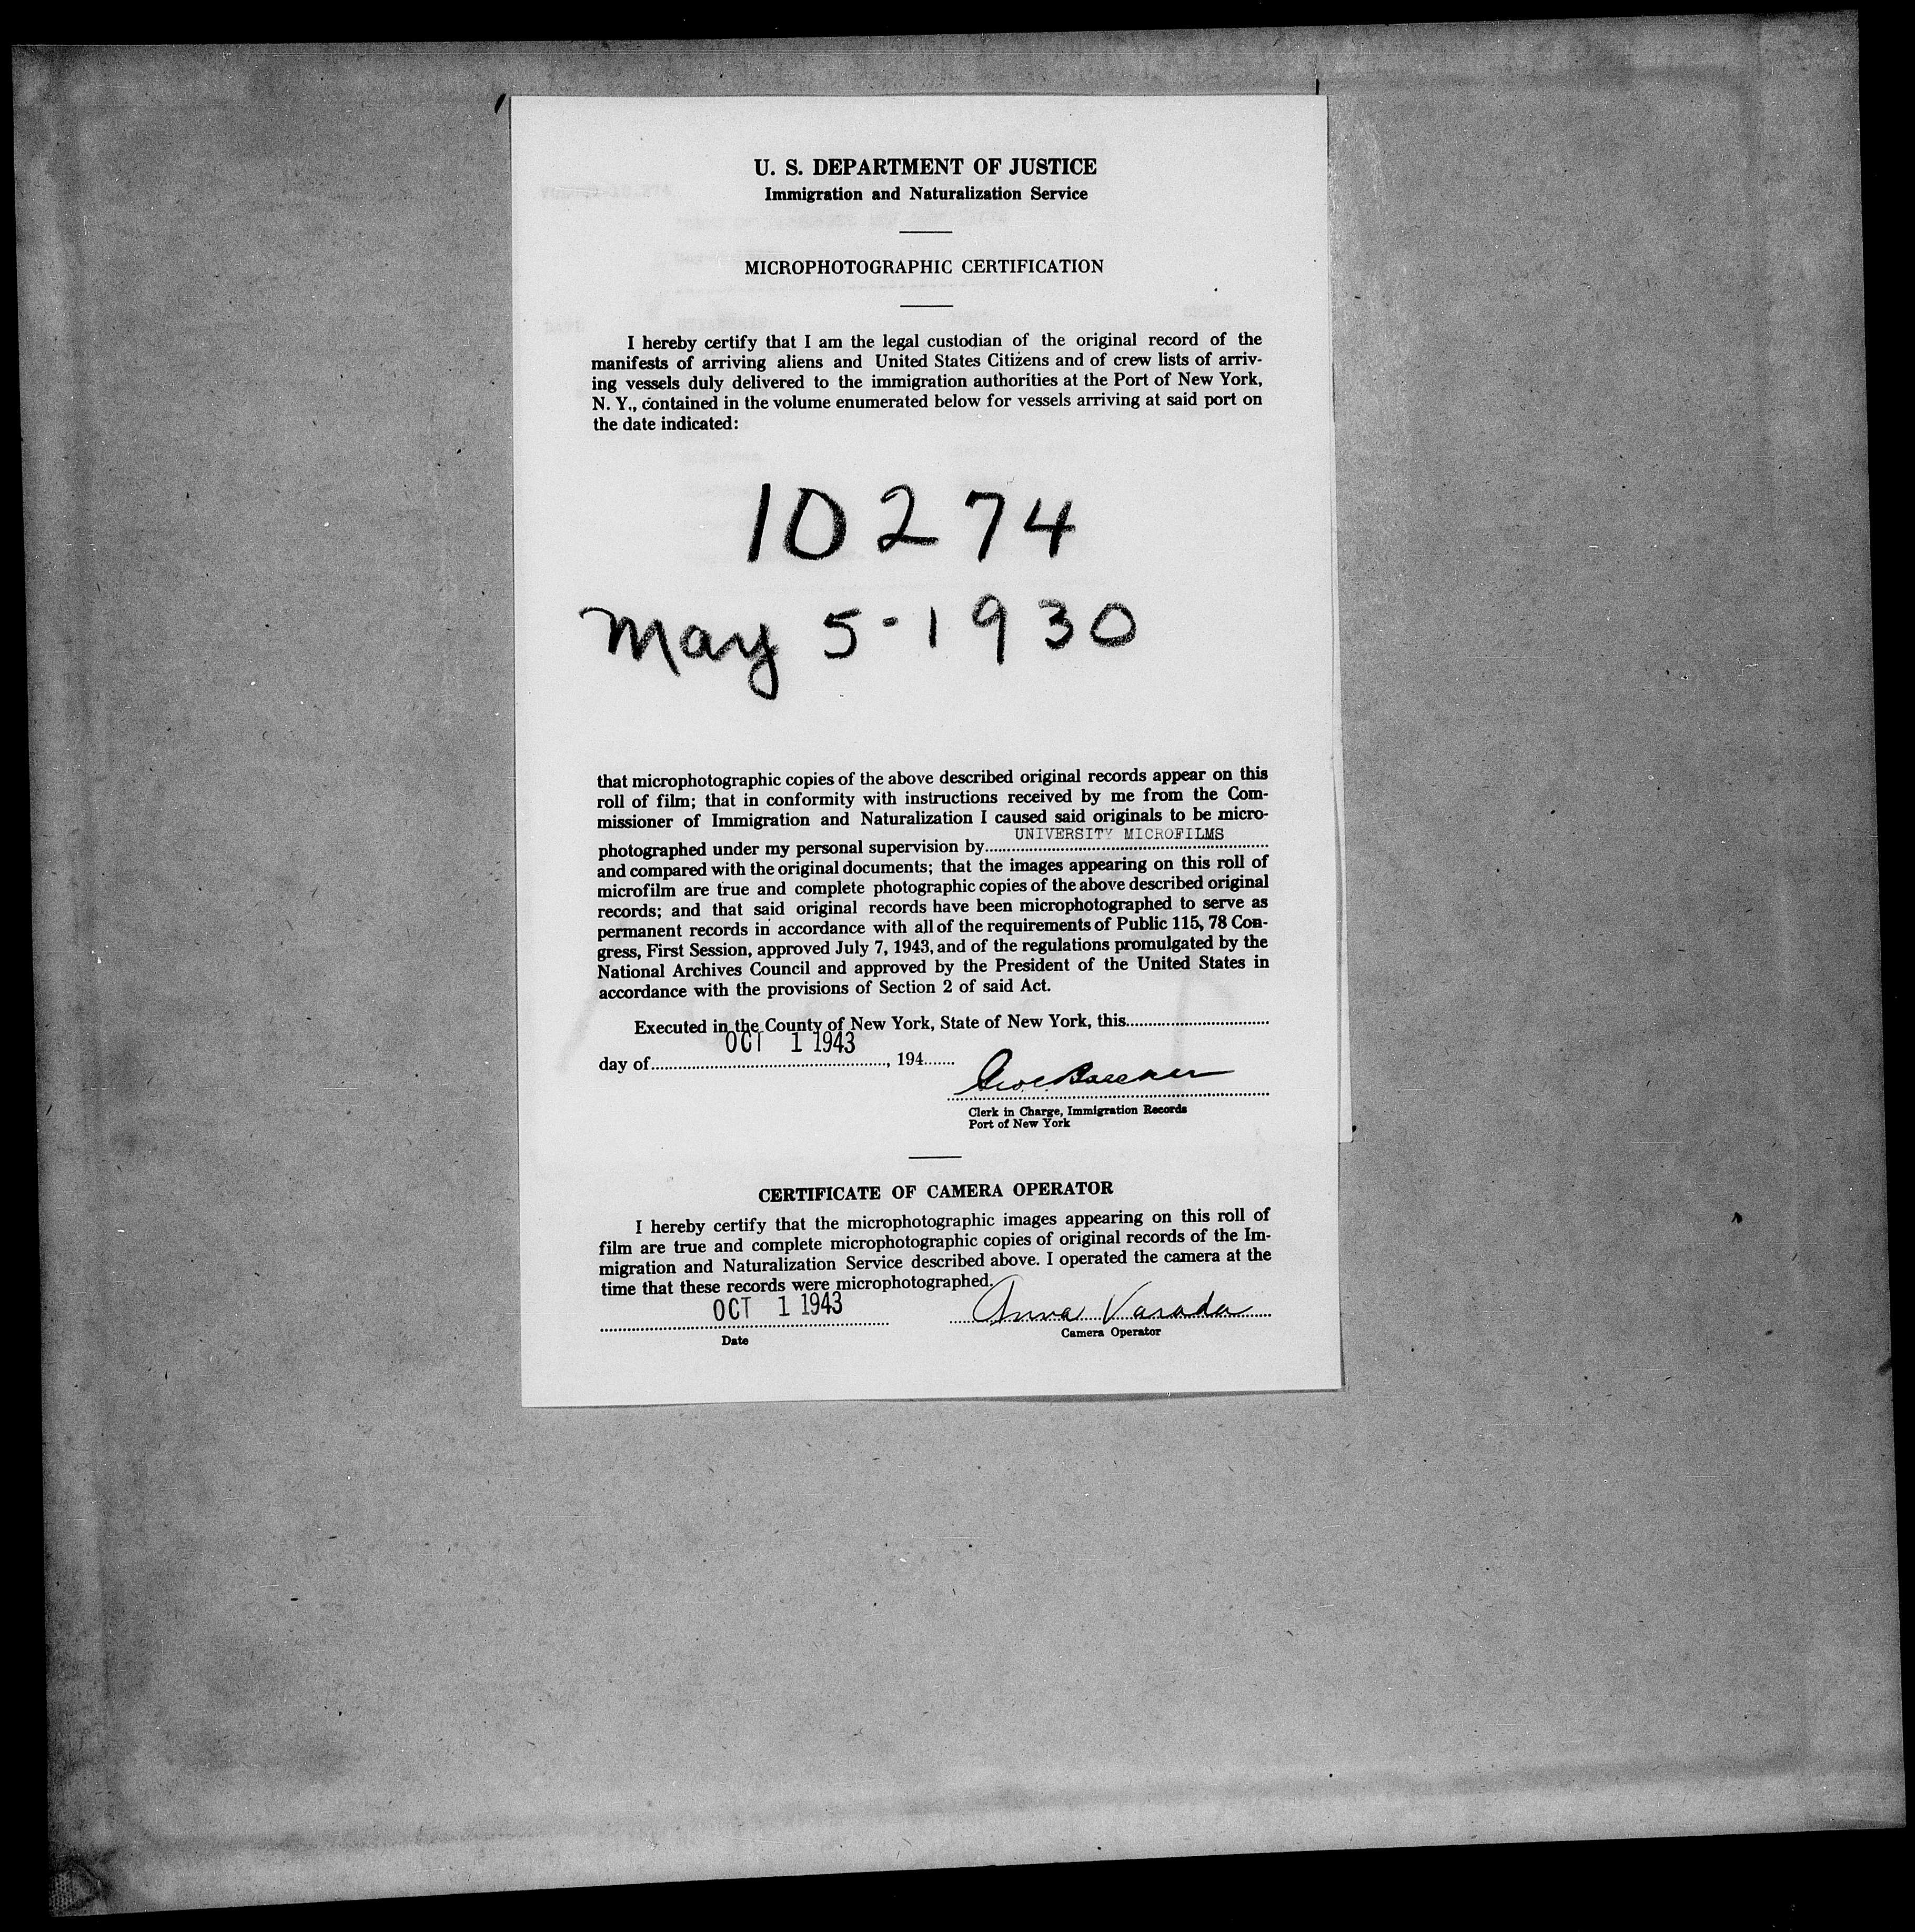 U. S. DEPARTMENT OF JUSTICE
Immigration and Naturalization Service
MICROPHOTOGRAPHIC CERTIFICATION
I hereby certify that I am the legal custodian of the original record of the
manifests of arriving aliens and United States Citizens and of crew lists of arriv-
ing vessels duly delivered to the immigration authorities at the Port of New York,
N. Y., contained in the volume enumerated below for vessels arriving at said port on
the date indicated:
10274
May 5-1930
that microphotographic copies of the above described original records appear on this
roll of film; that in conformity with instructions received by me from the Com-
missioner of Immigration and Naturalization I caused said originals to be micro-
UNIVERSITY MICROFILMS
photographed under my personal supervision by
and compared with the original documents; that the images appearing on this roll of
microfilm are true and complete photographic copies of the above described original
records; and that said original records have been microphotographed to serve as
permanent records in accordance with all of the requirements of Public 115, 78 Con-
gress, First Session, approved July 7, 1943, and of the regulations promulgated by the
National Archives Council and approved by the President of the United States in
accordance with the provisions of Section 2 of said Act.
Executed in the County of New York, State of New York, this
OCT 1 1943
day of, 194
Clerk in Charge, Immigration Records
Port of New York
CERTIFICATE OF CAMERA OPERATOR
I hereby certify that the microphotographic images appearing on this roll of
film are true and complete microphotographic copies of original records of the Im-
migration and Naturalization Service described above. I operated the camera at the
time that these records were microphotographed.
OCT 1 1943 Anna Varada
Date Camera Operator